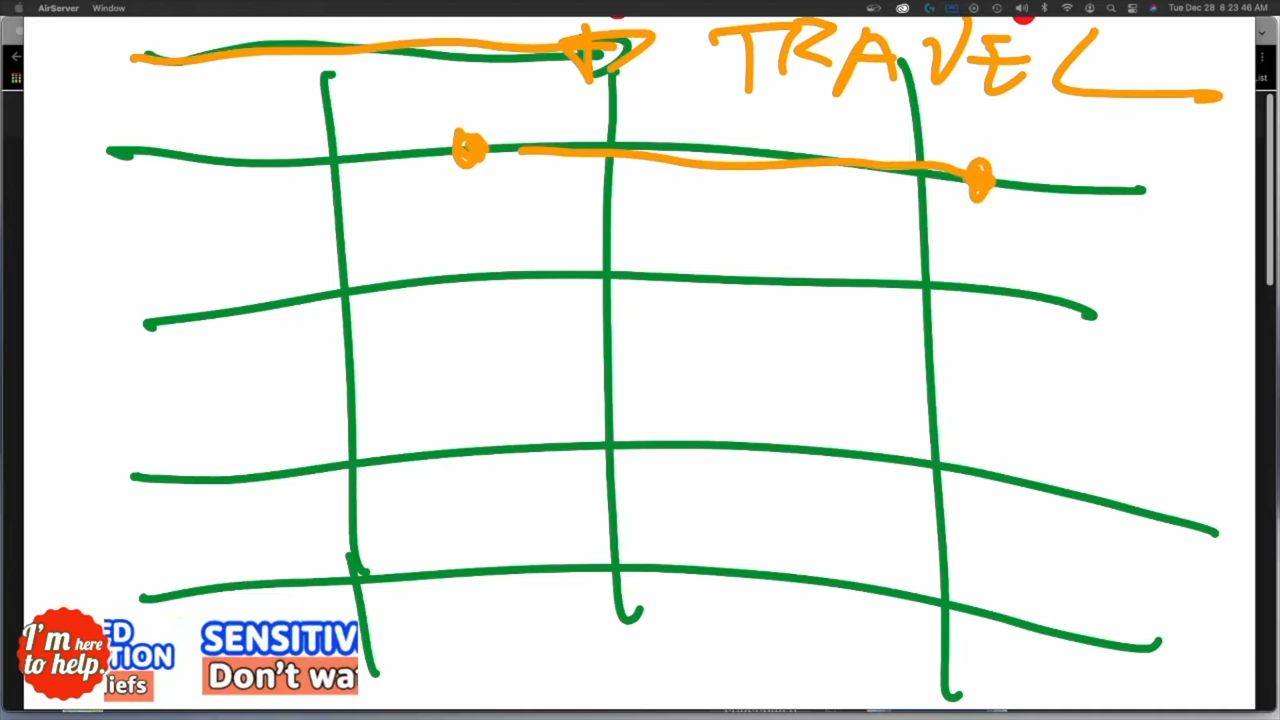 AirServer Window Tue Dec 28 8:23:46 AM
TRAVEL
List
I'm here
to help.
SENSITIV
Don't wa
ED
TION
iefs